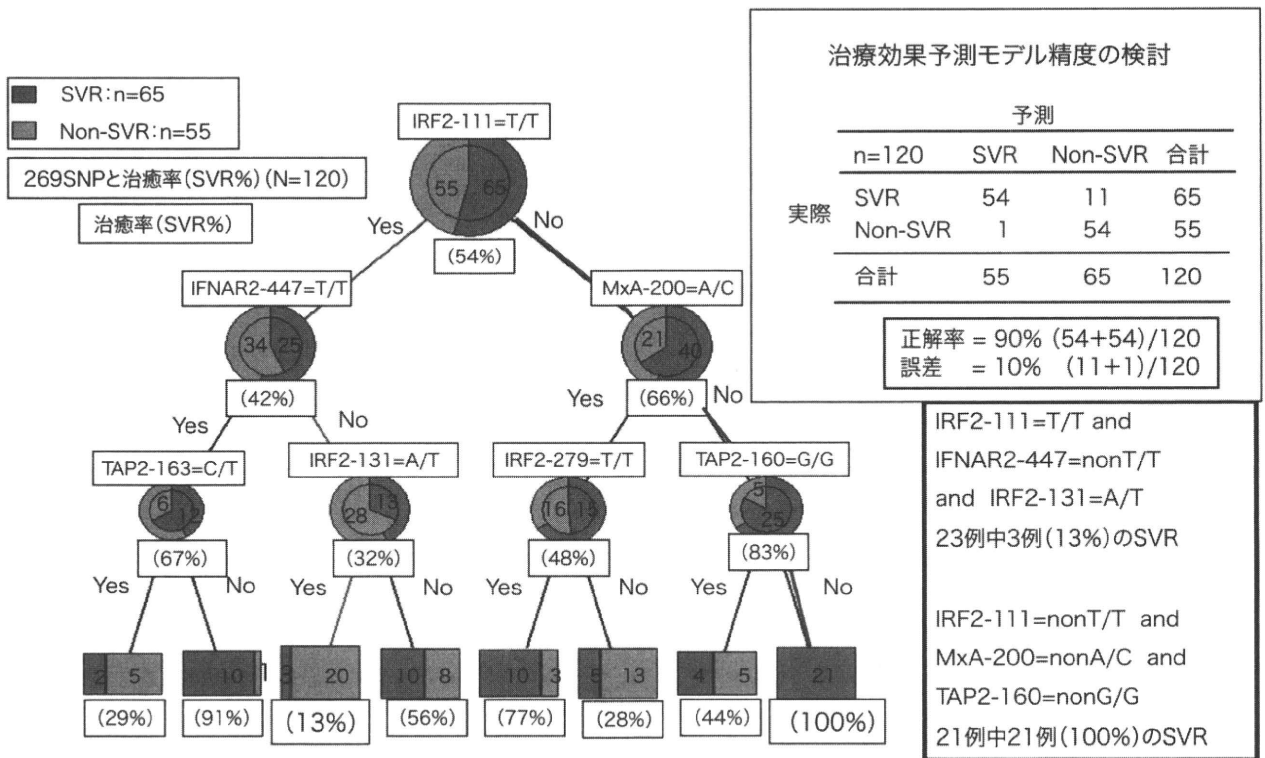 SVR:n=65
Non-SVR:n=55
269SNPと治癒率(SVR%)(N=120)
治癒率(SVR%)
IRF2-111=T/T
55 65
Yes No
(54%)
IFNAR2-447=T/T MxA-200=A/C
34 25 21 40
(42%) (66%)
Yes No Yes No
TAP2-163=C/T IRF2-131=A/T IRF2-279=T/T TAP2-160=G/G
6 12 28 13 16 15 5 25
(67%) (32%) (48%) (83%)
Yes No Yes No Yes No Yes No
2 5 10 1 3 20 10 8 10 3 5 13 4 5 21
(29%) (91%) (13%) (56%) (77%) (28%) (44%) (100%)
治療効果予測モデル精度の検討
予測
n=120 SVR Non-SVR 合計
実際
SVR 54 11 65
Non-SVR 1 54 55
合計 55 65 120
正解率 = 90% (54+54)/120
誤差 = 10% (11+1)/120
IRF2-111=T/T and
IFNAR2-447=nonT/T
and IRF2-131=A/T
23例中3例(13%)のSVR
IRF2-111=nonT/T and
MxA-200=nonA/C and
TAP2-160=nonG/G
21例中21例(100%)のSVR